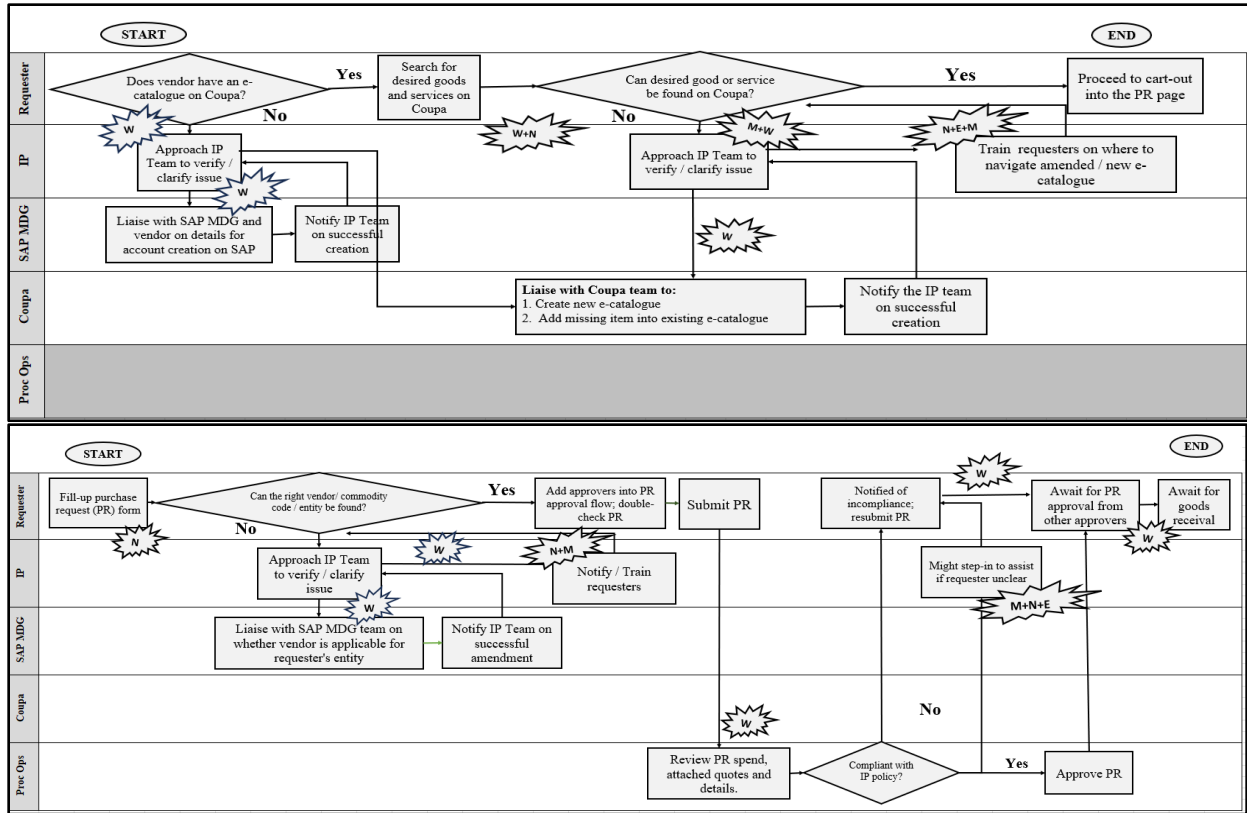 START
END
Requester
Does vendor have an e-
catalogue on Coupa?
Yes
Search for
desired goods
and services on
Coupa
Can desired good or service
be found on Coupa?
Yes
Proceed to cart-out
into the PR page
No
No
W
W+N
M+W
N+E+M
IP
Approach IP
Team to verify /
clarify issue
W
Approach IP Team to
verify / clarify issue
Train requesters on where to
navigate amended / new e-
catalogue
SAP MDG
Liaise with SAP MDG and
vendor on details for
account creation on SAP
Notify IP Team
on successful
creation
W
Coupa
Liaise with Coupa team to:
1. Create new e-catalogue
2. Add missing item into existing e-catalogue
Notify the IP team
on successful
creation
Proc Ops
START
END
Requester
Fill-up purchase
request (PR) form
N
Can the right vendor/ commodity
code / entity be found?
Yes
No
Add approvers into PR
approval flow; double-
check PR
Submit PR
Notified of
incompliance;
resubmit PR
W
Await for PR
approval from
other approvers
Await for
goods
receival
W
IP
Approach IP Team
to verify / clarify
issue
W
N+M
Notify / Train
requesters
Might step-in to assist
if requester unclear
M+N+E
W
SAP MDG
Liaise with SAP MDG team on
whether vendor is applicable for
requester's entity
Notify IP Team on
successful
amendment
Coupa
W
No
Proc Ops
Review PR spend,
attached quotes and
details.
Compliant with
IP policy?
Yes
Approve PR